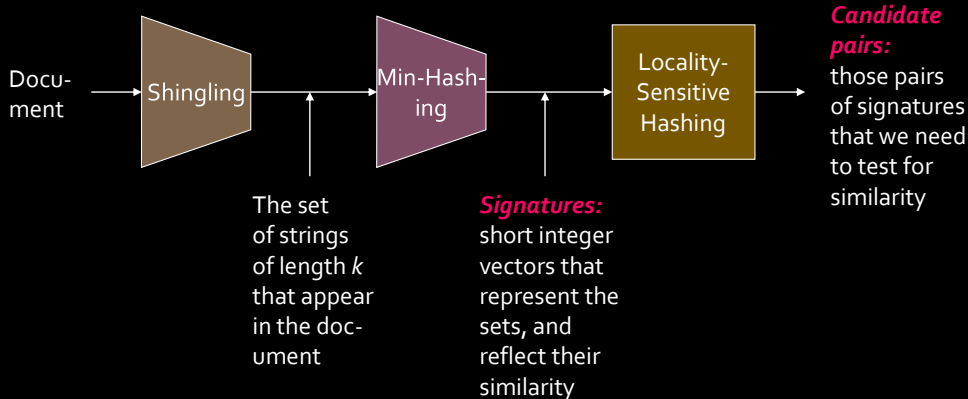 Docu-
ment
Shingling
The set
of strings
of length k
that appear
in the doc-
ument
Min-Hash-
ing
Signatures:
short integer
vectors that
represent the
sets, and
reflect their
similarity
Locality-
Sensitive
Hashing
Candidate
pairs:
those pairs
of signatures
that we need
to test for
similarity